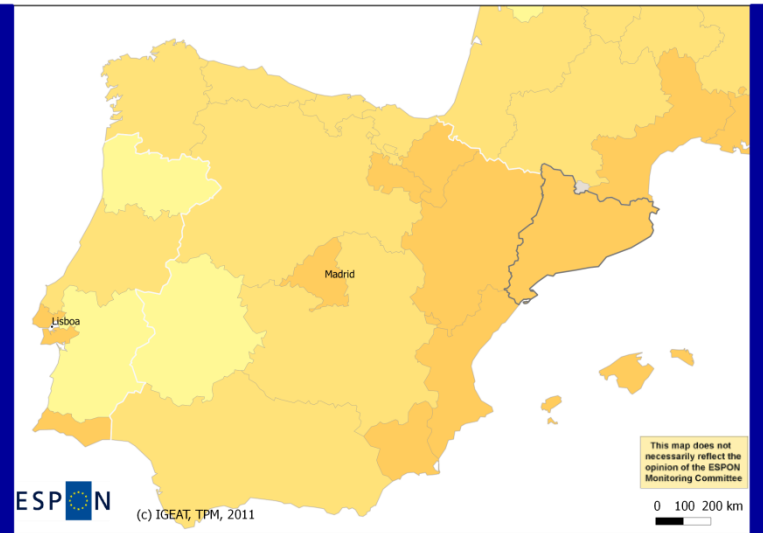 Madrid
Lisboa
This map does not
necessarily reflect the
opinion of the ESPON
Monitoring Committee
ESPON
(c) IGEAT, TPM, 2011
0 100 200 km